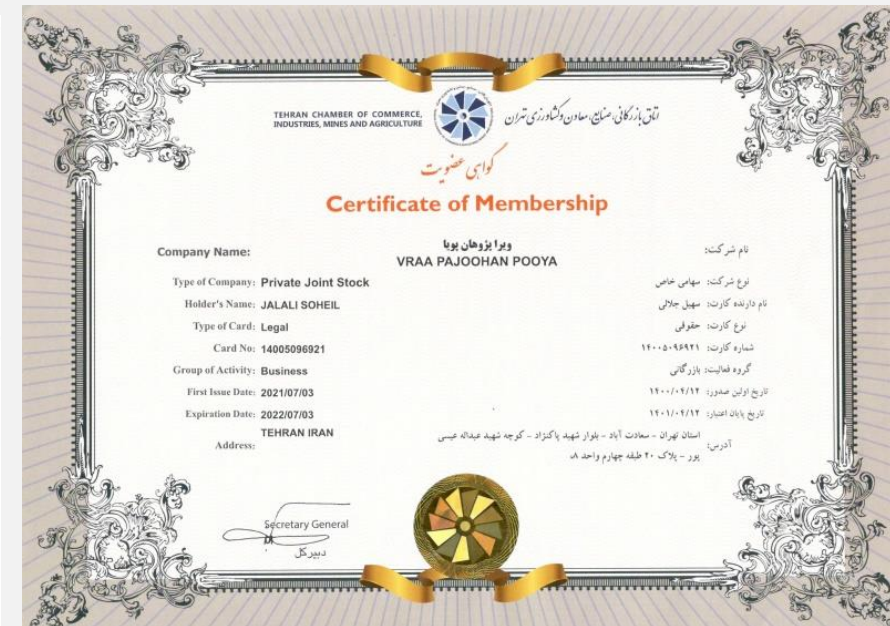 TEHRAN CHAMBER OF COMMERCE,
INDUSTRIES, MINES AND AGRICULTURE
اتاق بازرگانی، صنایع، معادن و کشاورزی تهران
گواهی عضویت
Certificate of Membership
ویرا پژوهان پویا
Company Name: VRAA PAJOOHAN POOYA
نام شرکت:
Type of Company: Private Joint Stock
نوع شرکت: سهامی خاص
Holder's Name: JALALI SOHEIL
نام دارنده کارت: سهیل جلالی
Type of Card: Legal
نوع کارت: حقوقی
Card No: 14005096921
شماره کارت: ۱۴۰۰۵۰۹۶۹۲۱
Group of Activity: Business
گروه فعالیت: بازرگانی
First Issue Date: 2021/07/03
تاریخ اولین صدور: ۱۴۰۰/۰۴/۱۲
Expiration Date: 2022/07/03
تاریخ پایان اعتبار: ۱۴۰۱/۰۴/۱۲
Address: TEHRAN IRAN
آدرس: استان تهران - سعادت آباد - بلوار شهید پاکنژاد - کوچه شهید عبداله عیسی
پور - پلاک ۲۰ طبقه چهارم واحد ۸،
Secretary General
دبیرکل